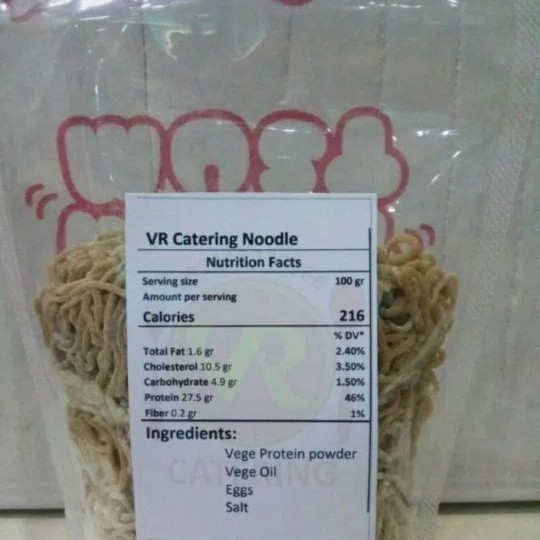 West
VR Catering Noodle
Nutrition Facts
Serving size 100 gr
Amount per serving
Calories 216
% DV*
Total Fat 1.6 gr 2.40%
Cholesterol 10.5 gr 3.50%
Carbohydrate 4.9 gr 1.50%
Protein 27.5 gr 46%
Fiber 0.2 gr 1%
Ingredients:
Vege Protein powder
Vege Oil
CATERING
Eggs
Salt